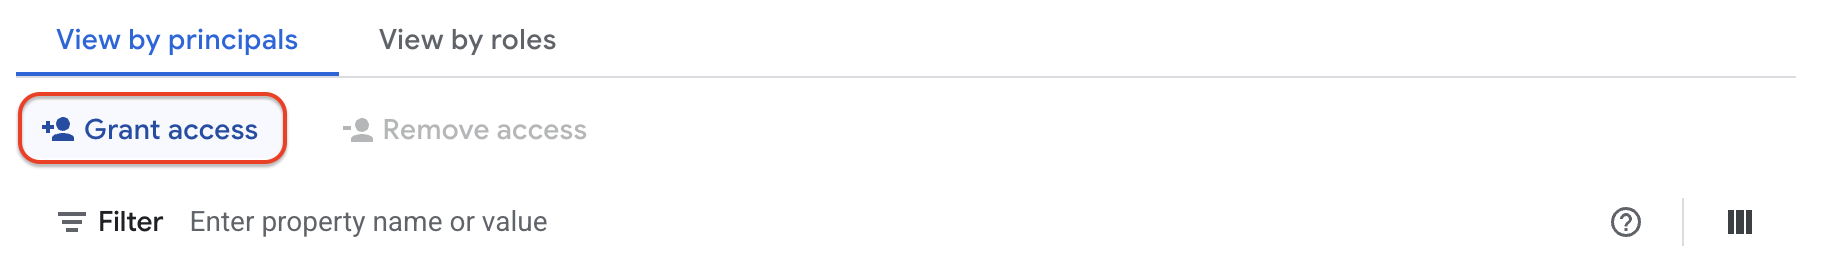 View by principals View by roles
Grant access Remove access
Filter Enter property name or value